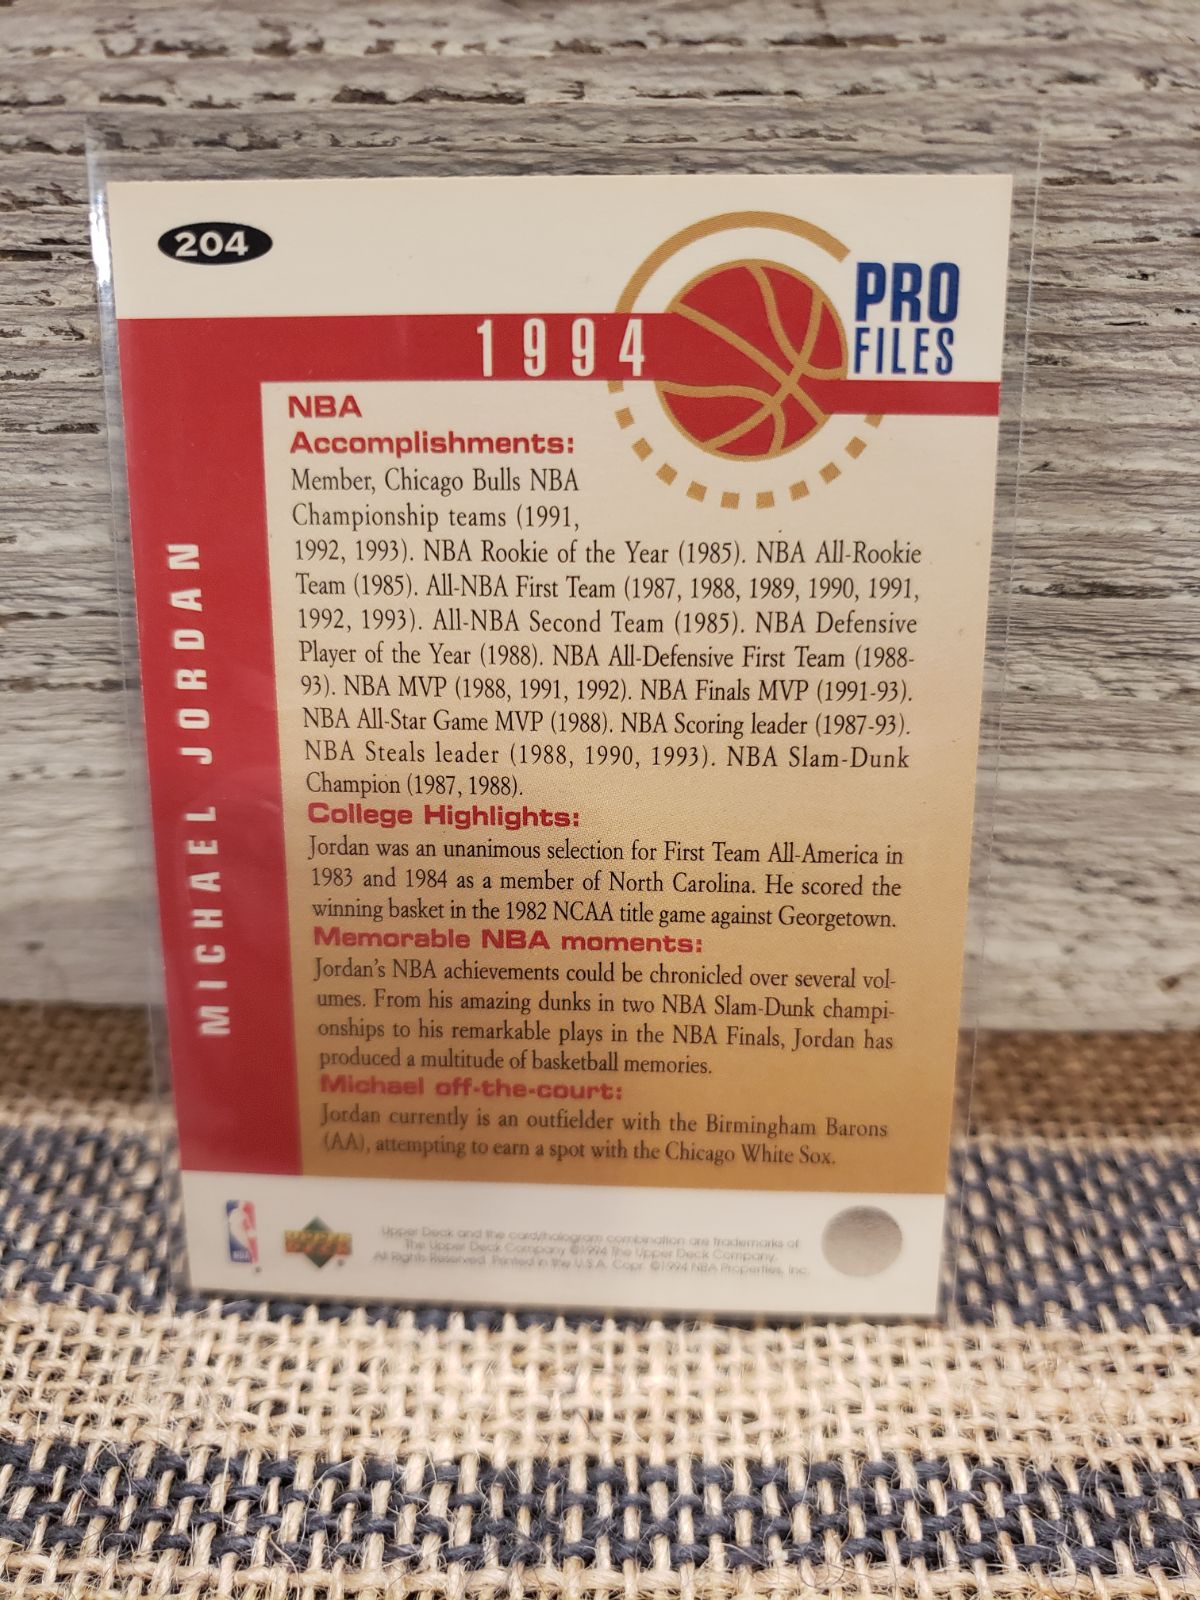 204
PRO
FILES
1994
MICHAEL JORDAN
NBA
Accomplishments:
Member, Chicago Bulls NBA
Championship teams (1991,
1992, 1993). NBA Rookie of the Year (1985). NBA All-Rookie
Team (1985). All-NBA First Team (1987, 1988, 1989, 1990, 1991,
1992, 1993). All-NBA Second Team (1985). NBA Defensive
Player of the Year (1988). NBA All-Defensive First Team (1988-
93). NBA MVP (1988, 1991, 1992). NBA Finals MVP (1991-93).
NBA All-Star Game MVP (1988). NBA Scoring leader (1987-93).
NBA Steals leader (1988, 1990, 1993). NBA Slam-Dunk
Champion (1987, 1988).
College Highlights:
Jordan was an unanimous selection for First Team All-America in
1983 and 1984 as a member of North Carolina. He scored the
winning basket in the 1982 NCAA title game against Georgetown.
Memorable NBA moments:
Jordan's NBA achievements could be chronicled over several vol-
umes. From his amazing dunks in two NBA Slam-Dunk champi-
onships to his remarkable plays in the NBA Finals, Jordan has
produced a multitude of basketball memories.
Michael off-the-court:
Jordan currently is an outfielder with the Birmingham Barons
(AA), attempting to earn a spot with the Chicago White Sox.
NBA
UPPER DECK
Upper Deck and the card/hologram combination are trademarks of
The Upper Deck Company. ©1994 The Upper Deck Company.
All Rights Reserved. Printed in the U.S.A. Copr. ©1994 NBA Properties, Inc.